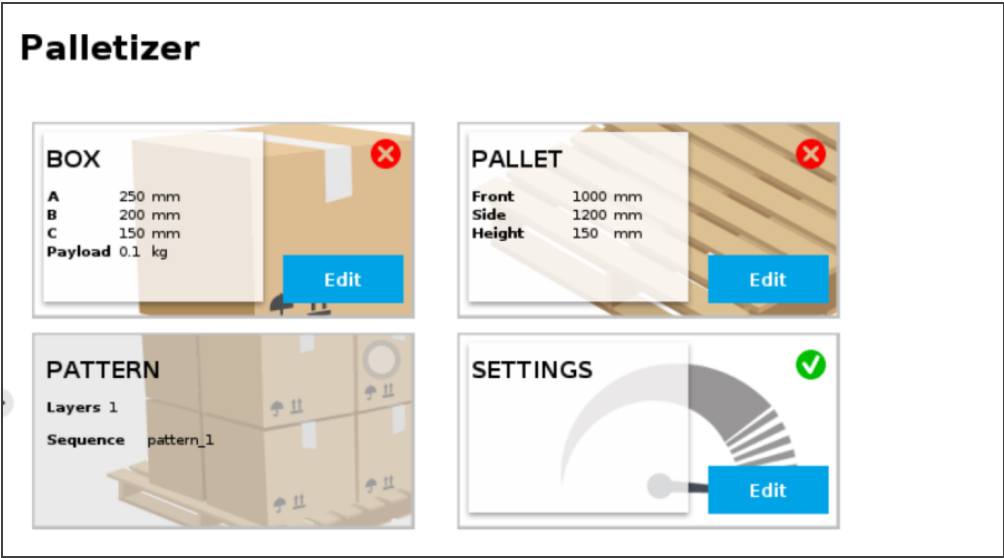 Palletizer
BOX
A 250 mm
B 200 mm
C 150 mm
Payload 0.1 kg
Edit
PALLET
Front 1000 mm
Side 1200 mm
Height 150 mm
Edit
PATTERN
Layers 1
Sequence pattern_1
SETTINGS
Edit